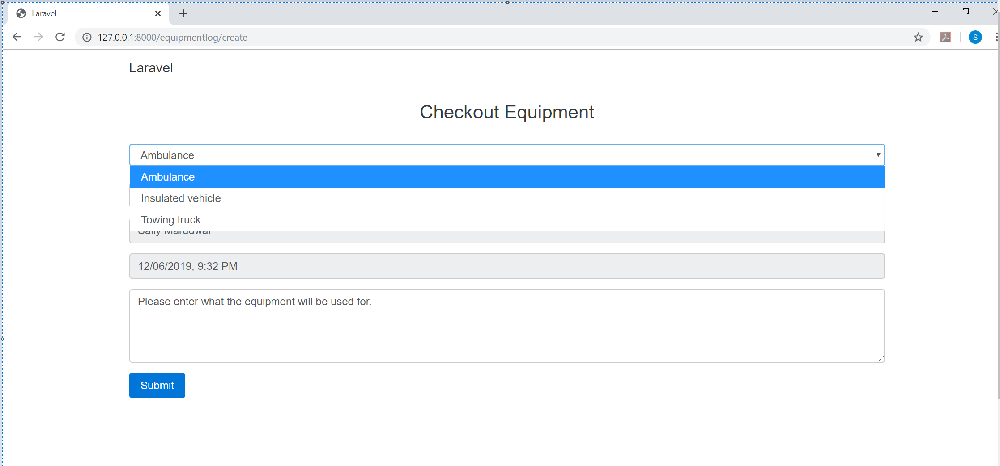 Laravel
127.0.0.1:8000/equipmentlog/create
S
Laravel
Checkout Equipment
Ambulance
Ambulance
Insulated vehicle
Towing truck
12/06/2019, 9:32 PM
Please enter what the equipment will be used for.
Submit